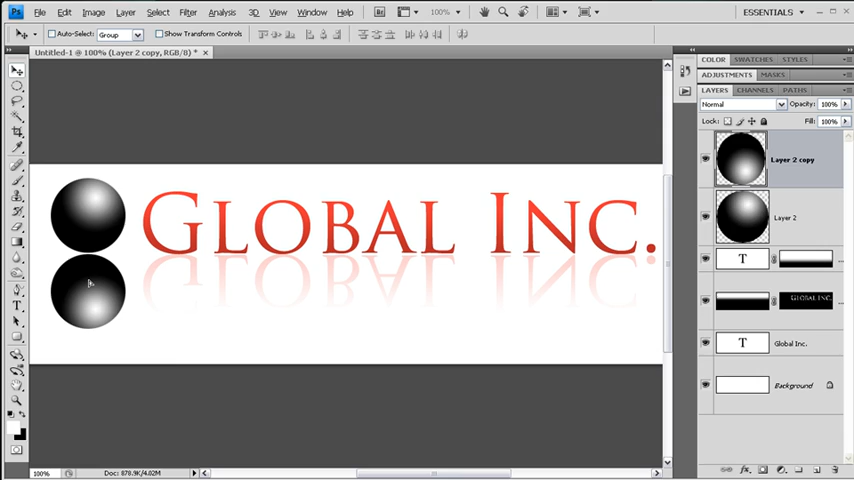 Ps File Edit Image Layer Select Filter Analysis 3D View Window Help Br 100% ESSENTIALS
Auto-Select: Group Show Transform Controls
Untitled-1 @ 100% (Layer 2 copy, RGB/8) * x
COLOR SWATCHES STYLES
ADJUSTMENTS MASKS
LAYERS CHANNELS PATHS
Normal Opacity: 100%
Lock: Fill: 100%
Layer 2 copy
Layer 2
T ...
GLOBAL INC. ...
T Global Inc.
Background
GLOBAL INC.
100% Doc: 878.9K/4.02M